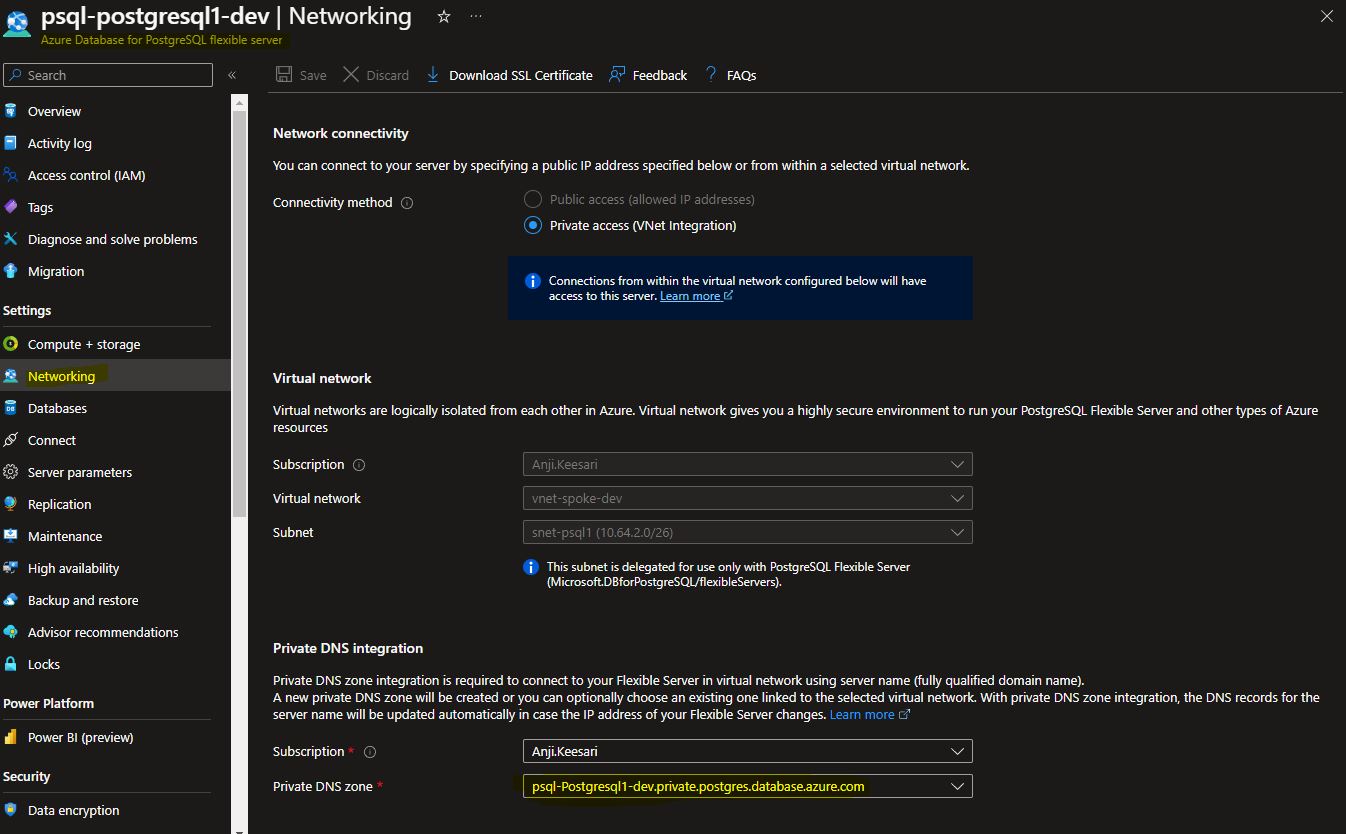 psql-postgresql1-dev | Networking
Azure Database for PostgreSQL flexible server
Search
Save
Discard
Download SSL Certificate
Feedback
FAQs
Overview
Activity log
Access control (IAM)
Tags
Diagnose and solve problems
Migration
Settings
Compute + storage
Networking
Databases
Connect
Server parameters
Replication
Maintenance
High availability
Backup and restore
Advisor recommendations
Locks
Power Platform
Power BI (preview)
Security
Data encryption
Network connectivity
You can connect to your server by specifying a public IP address specified below or from within a selected virtual network.
Connectivity method
Public access (allowed IP addresses)
Private access (VNet Integration)
Connections from within the virtual network configured below will have
access to this server. Learn more
Virtual network
Virtual networks are logically isolated from each other in Azure. Virtual network gives you a highly secure environment to run your PostgreSQL Flexible Server and other types of Azure
resources
Subscription
Anji.Keesari
Virtual network
vnet-spoke-dev
Subnet
snet-psql1 (10.64.2.0/26)
This subnet is delegated for use only with PostgreSQL Flexible Server
(Microsoft.DBforPostgreSQL/flexibleServers).
Private DNS integration
Private DNS zone integration is required to connect to your Flexible Server in virtual network using server name (fully qualified domain name).
A new private DNS zone will be created or you can optionally choose an existing one linked to the selected virtual network. With private DNS zone integration, the DNS records for the
server name will be updated automatically in case the IP address of your Flexible Server changes. Learn more
Subscription *
Anji.Keesari
Private DNS zone *
psql-Postgresql1-dev.private.postgres.database.azure.com